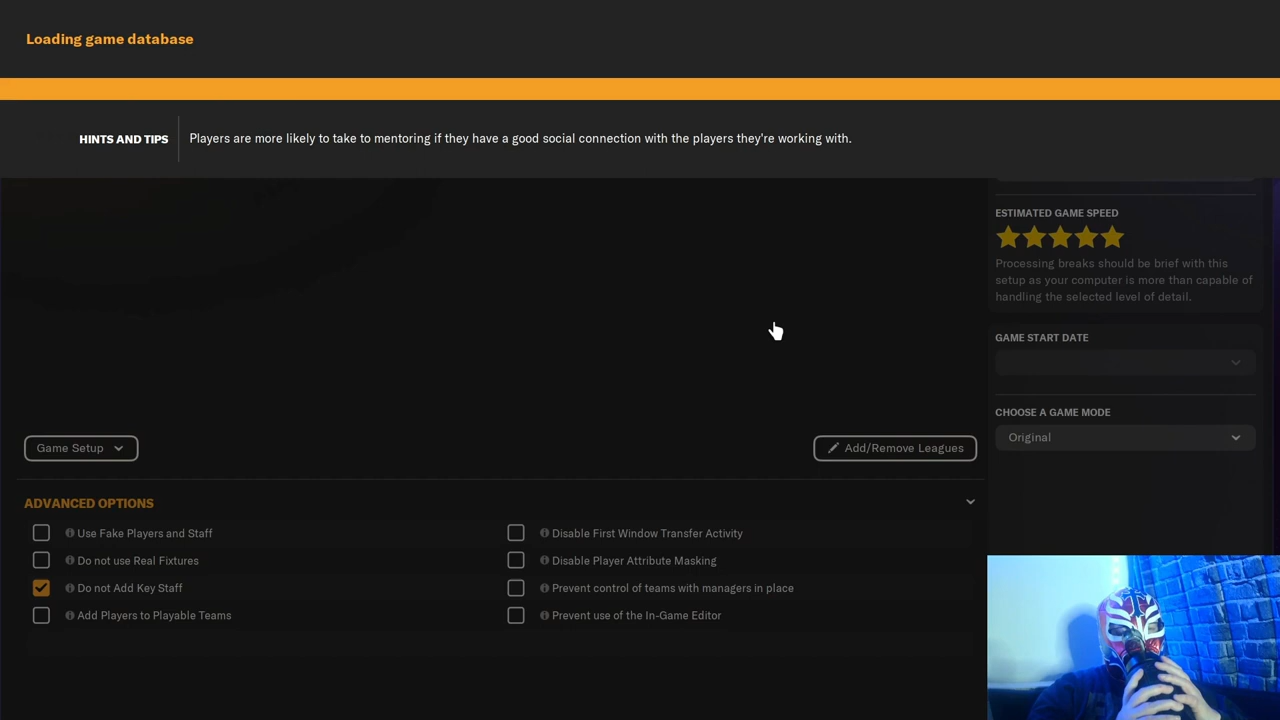 Loading game database
HINTS AND TIPS
Players are more likely to take to mentoring if they have a good social connection with the players they're working with.
ESTIMATED GAME SPEED
Processing breaks should be brief with this
setup as your computer is more than capable of
handling the selected level of detail.
GAME START DATE
CHOOSE A GAME MODE
Original
Game Setup
Add/Remove Leagues
ADVANCED OPTIONS
Use Fake Players and Staff
Disable First Window Transfer Activity
Do not use Real Fixtures
Disable Player Attribute Masking
Do not Add Key Staff
Prevent control of teams with managers in place
Add Players to Playable Teams
Prevent use of the In-Game Editor